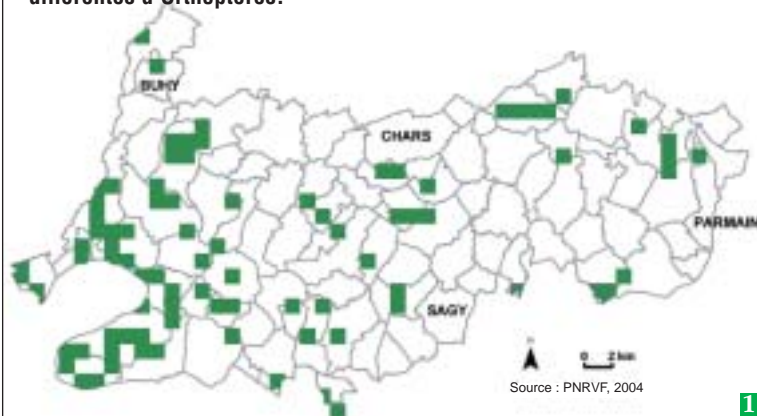 différentes d'Orthoptères.
BUHY
CHARS
PARMAIN
SAGY
N
0 2 km
Source : PNRVF, 2004
1